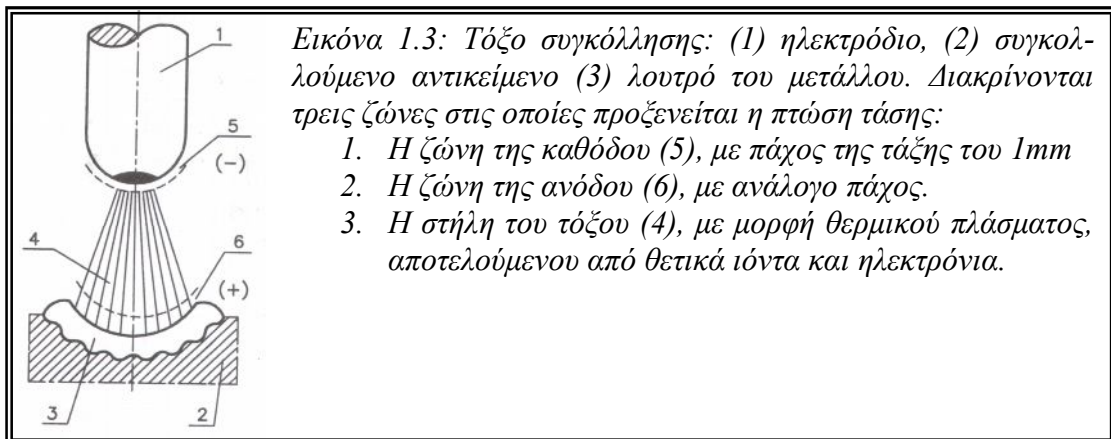 1
5
(-)
4
6
(+)
3
2
Εικόνα 1.3: Τόξο συγκόλλησης: (1) ηλεκτρόδιο, (2) συγκολ-
λούμενο αντικείμενο (3) λουτρό του μετάλλου. Διακρίνονται
τρεις ζώνες στις οποίες προξενείται η πτώση τάσης:
1. Η ζώνη της καθόδου (5), με πάχος της τάξης του 1mm
2. Η ζώνη της ανόδου (6), με ανάλογο πάχος.
3. Η στήλη του τόξου (4), με μορφή θερμικού πλάσματος,
αποτελούμενου από θετικά ιόντα και ηλεκτρόνια.